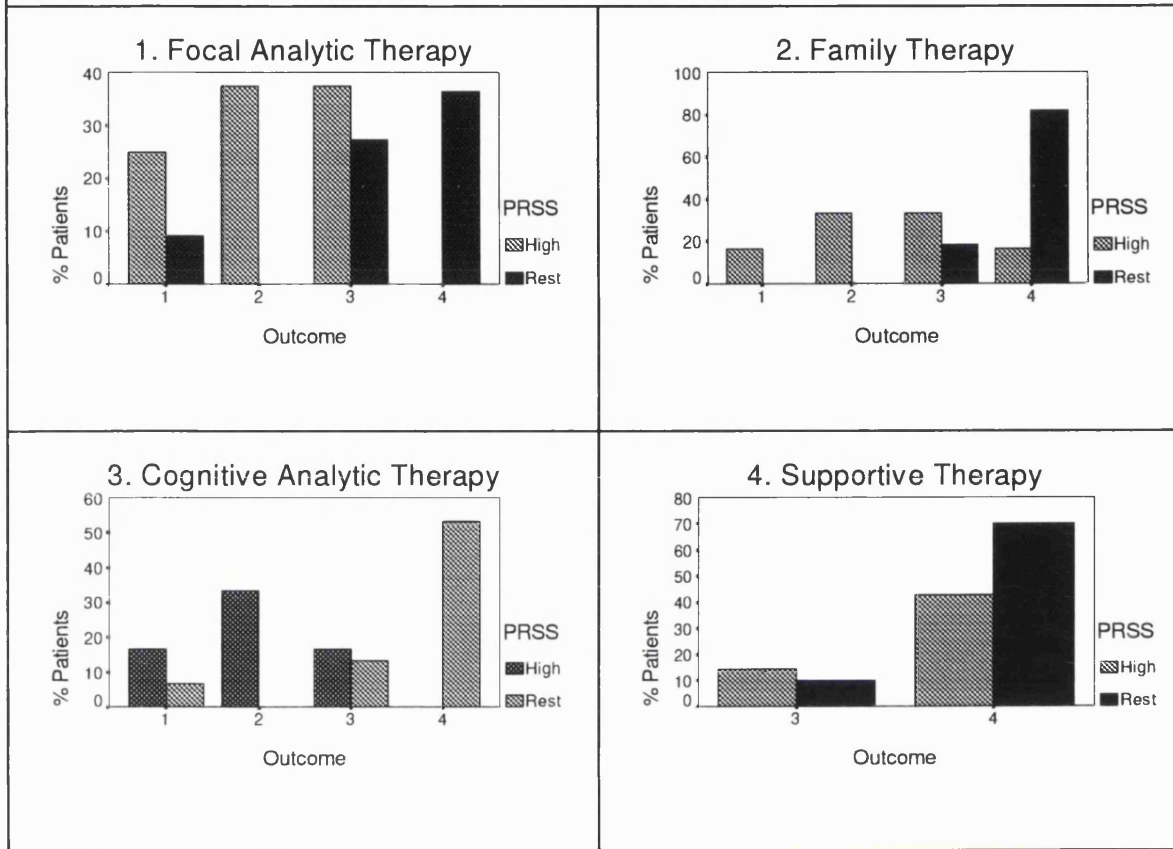 1. Focal Analytic Therapy
40
30
20
10
0
% Patients
1 2 3 4
Outcome
PRSS
High
Rest
2. Family Therapy
100
80
60
40
20
0
% Patients
1 2 3 4
Outcome
PRSS
High
Rest
3. Cognitive Analytic Therapy
60
50
40
30
20
10
0
% Patients
1 2 3 4
Outcome
PRSS
High
Rest
4. Supportive Therapy
80
70
60
50
40
30
20
10
0
% Patients
3 4
Outcome
PRSS
High
Rest